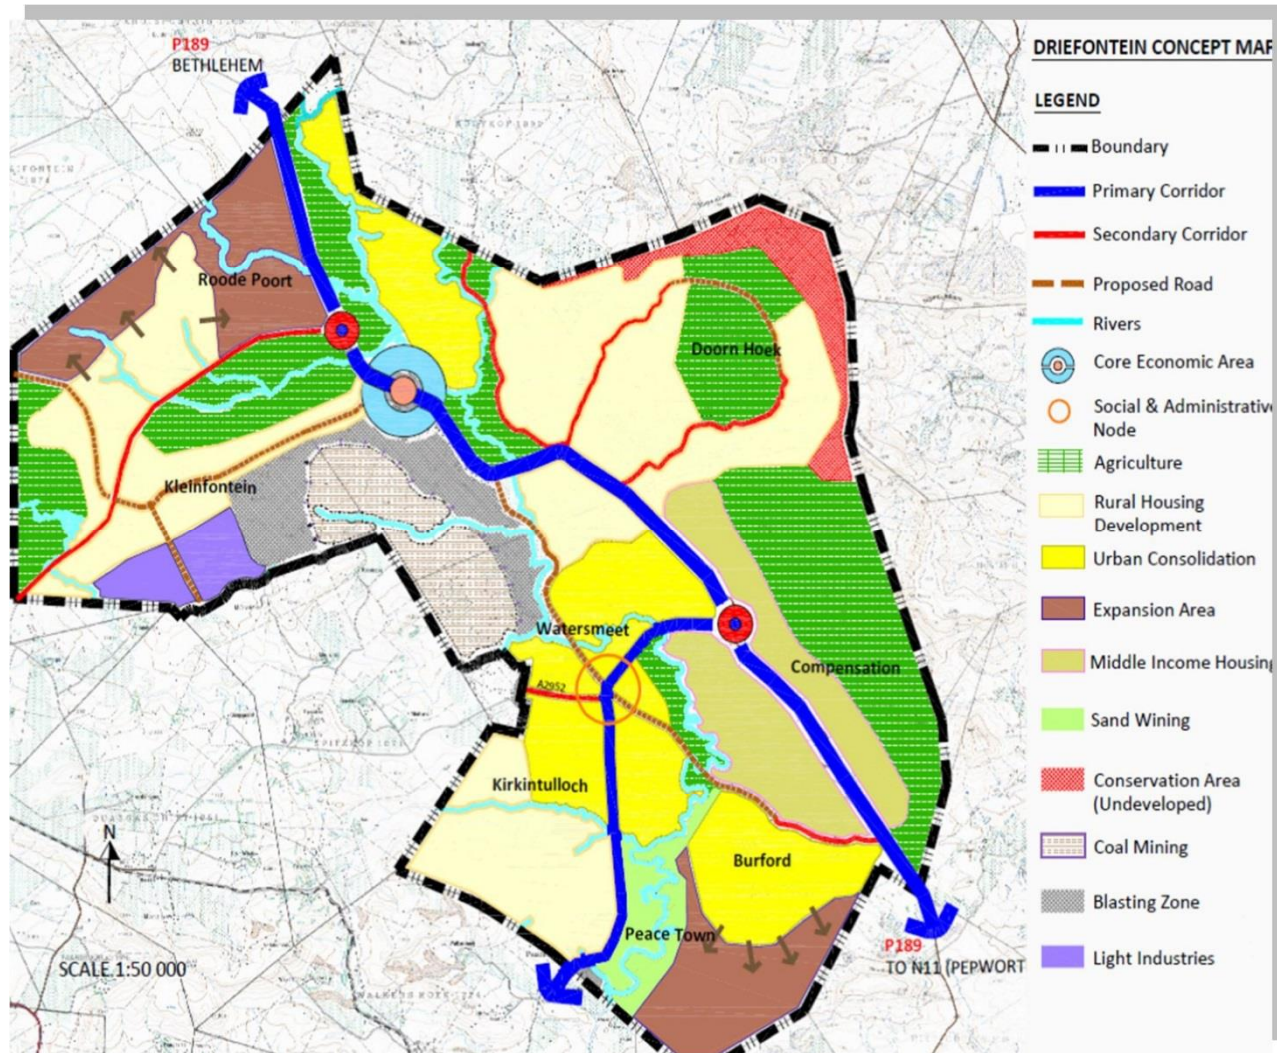 P189
BETHLEHEM
Roode Poort
Doorn Hoek
Kleinfontein
Watersmeet
A2952
Compensation
Kirkintulloch
Burford
Peace Town
N
SCALE.1:50 000
P189
TO N11 (PEPWORT
DRIEFONTEIN CONCEPT MAP
LEGEND
Boundary
Primary Corridor
Secondary Corridor
Proposed Road
Rivers
Core Economic Area
Social & Administrative
Node
Agriculture
Rural Housing
Development
Urban Consolidation
Expansion Area
Middle Income Housing
Sand Wining
Conservation Area
(Undeveloped)
Coal Mining
Blasting Zone
Light Industries